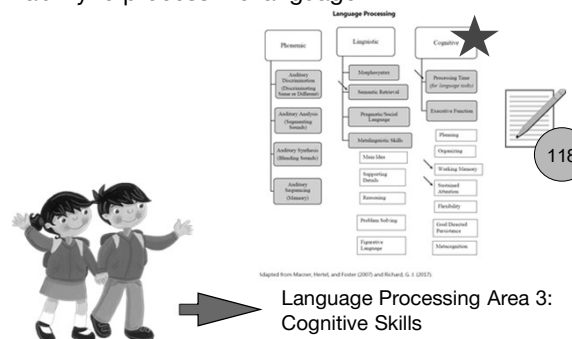 Language Processing
Phonemic
Linguistic
Cognitive
Auditory
Discrimination
(Discriminating
Same or Different)
Auditory Analysis
(Segmenting
Sounds)
Auditory Synthesis
(Blending Sounds)
Auditory
Sequencing
(Memory)
Morphosyntax
Semantic Retrieval
Pragmatic/Social
Language
Metalinguistic Skills
Main Idea
Supporting
Details
Reasoning
Problem Solving
Figurative
Language
Processing Time
(for language tasks)
Executive Function
Planning
Organizing
Working Memory
Sustained
Attention
Flexibility
Goal Directed
Persistence
Metacognition
118
Adapted from Macner, Hertel, and Foster (2007) and Richard, G. J. (2017).
Language Processing Area 3:
Cognitive Skills